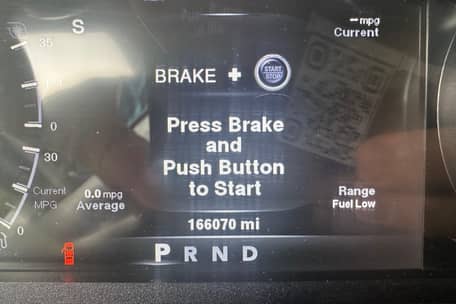 S
--mpg
Current
35
BRAKE + START STOP
0
Press Brake
and
Push Button
to Start
30
Current
MPG
0.0 mpg
Average
Range
Fuel Low
0
166070 mi
P R N D